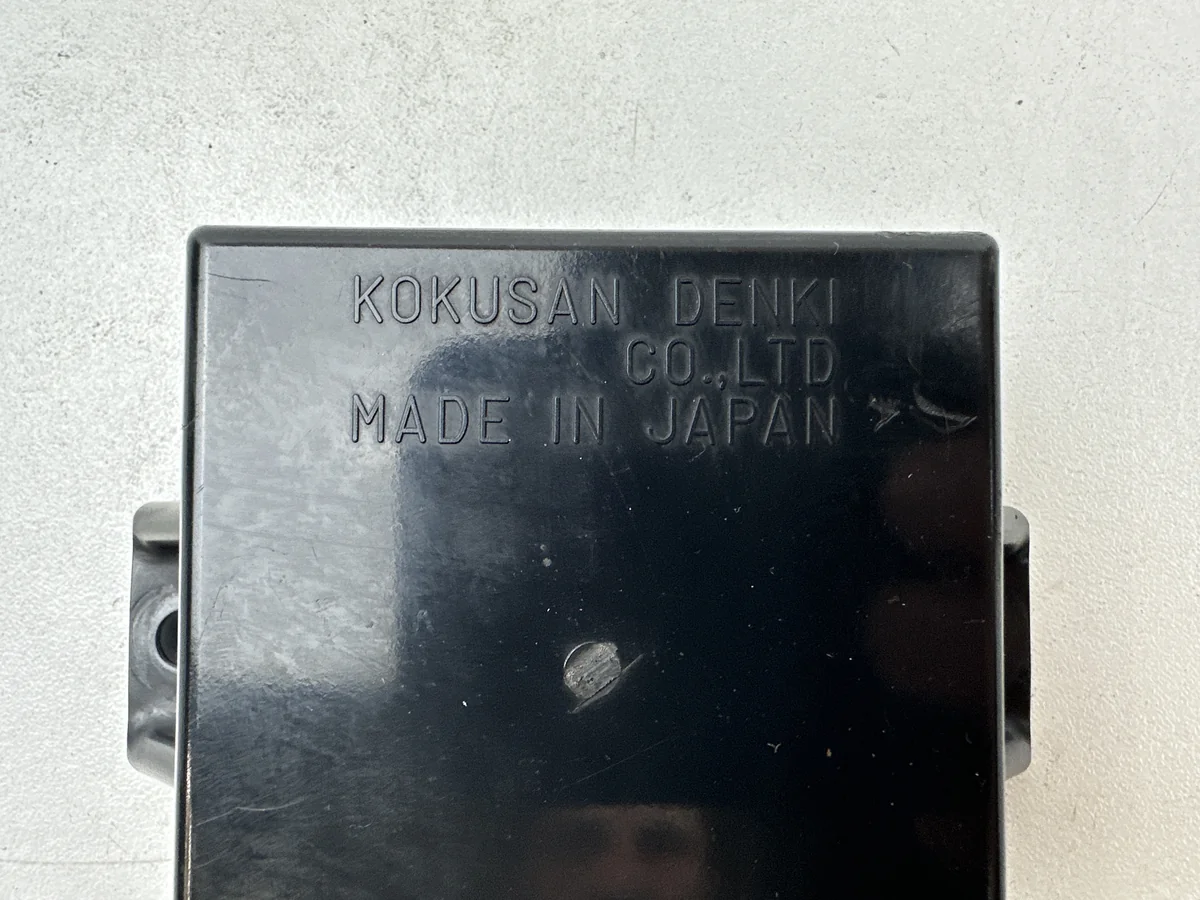 KOKUSAN DENKI
CO.,LTD
MADE IN JAPAN